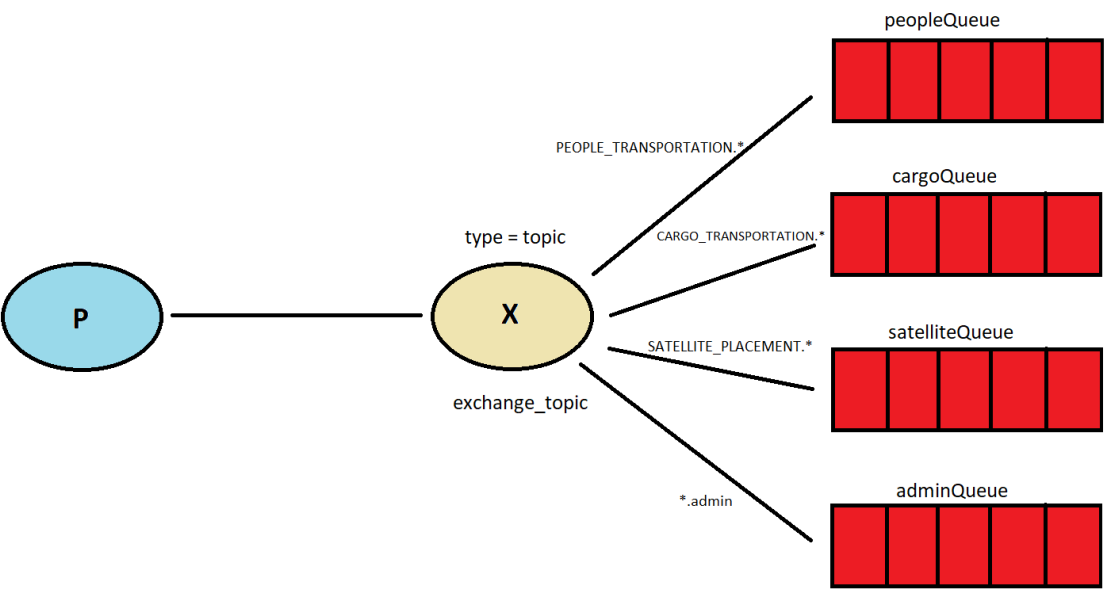 peopleQueue
PEOPLE_TRANSPORTATION.*
cargoQueue
type = topic
CARGO_TRANSPORTATION.*
P
X
satelliteQueue
SATELLITE_PLACEMENT.*
exchange_topic
adminQueue
*.admin